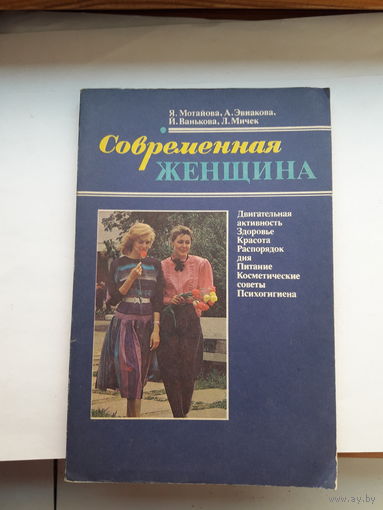 Я. Мотайова, А. Эвиакова,
Й. Ванькова, Л. Мичек
Современная
ЖЕНЩИНА
Двигательная
активность
Здоровье
Красота
Распорядок
дня
Питание
Косметические
советы
Психогигиена
www.ay.by